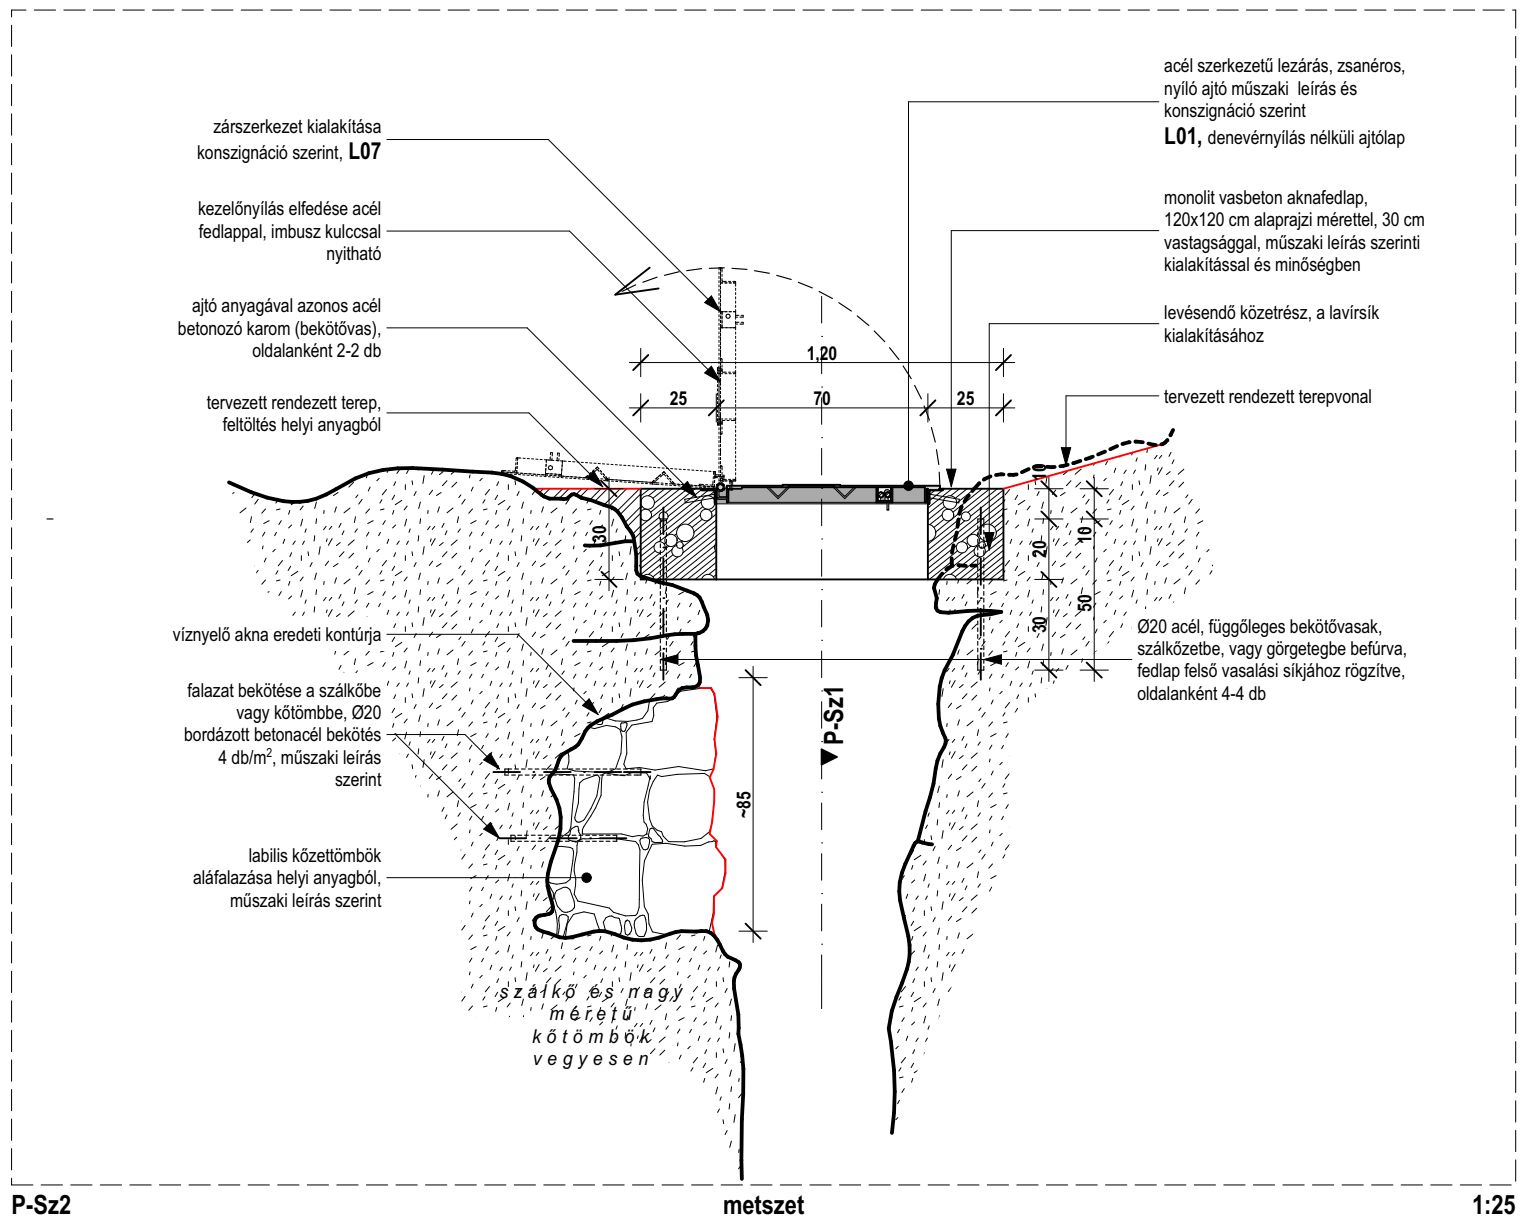 zárszerkezet kialakítása
konszignáció szerint, L07
kezelőnyílás elfedése acél
fedlappal, imbusz kulccsal
nyitható
ajtó anyagával azonos acél
betonozó karom (bekötővas),
oldalanként 2-2 db
tervezett rendezett terep,
feltöltés helyi anyagból
víznyelő akna eredeti kontúrja
falazat bekötése a szálkőbe
vagy kőtömbbe, Ø20
bordázott betonacél bekötés
4 db/m², műszaki leírás
szerint
labilis kőzettömbök
aláfalazása helyi anyagból,
műszaki leírás szerint
acél szerkezetű lezárás, zsanéros,
nyíló ajtó műszaki leírás és
konszignáció szerint
L01, denevérnyílás nélküli ajtólap
monolit vasbeton aknafedlap,
120x120 cm alaprajzi mérettel, 30 cm
vastagsággal, műszaki leírás szerinti
kialakítással és minőségben
levésendő közetrész, a lavírsík
kialakításához
tervezett rendezett terepvonal
Ø20 acél, függőleges bekötővasak,
szálkőzetbe, vagy görgetegbe befúrva,
fedlap felső vasalási síkjához rögzítve,
oldalanként 4-4 db
1,20
25
70
25
30
10
20
30
10
50
~85
P-Sz1
szálkő és nagy
méretű
kőtömbök
vegyesen
P-Sz2
metszet
1:25